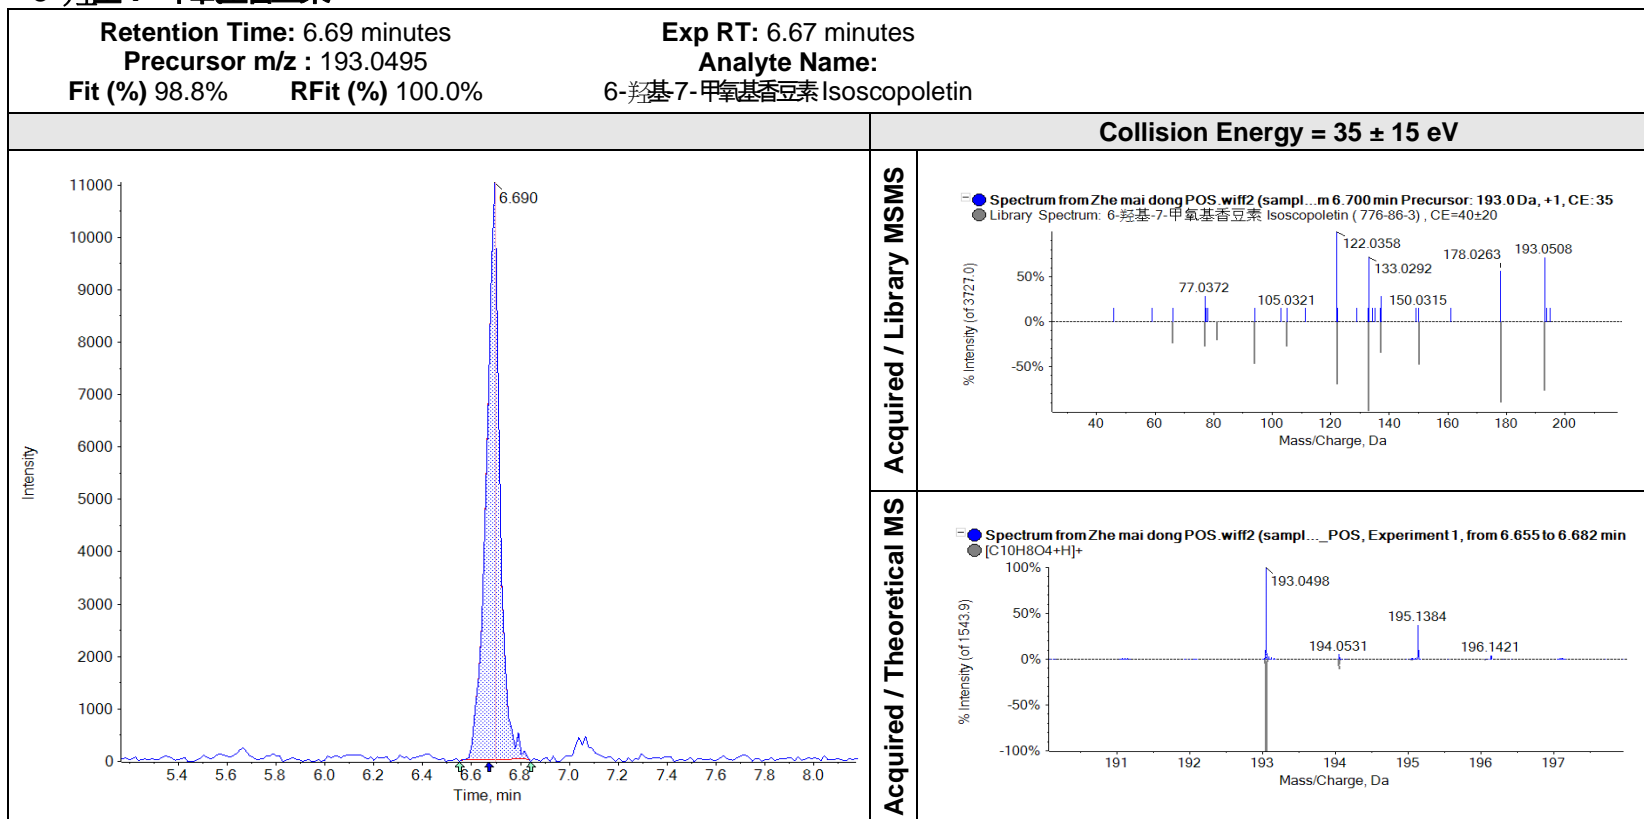 Retention Time: 6.69 minutes
Exp RT: 6.67 minutes
Precursor m/z : 193.0495
Analyte Name:
Fit (%) 98.8% RFit (%) 100.0%
6-羟基-7-甲氧基香豆素 Isoscopoletin
Collision Energy = 35 ± 15 eV
11000
10000
9000
8000
7000
6000
5000
4000
3000
2000
1000
0
Intensity
6.690
5.4 5.6 5.8 6.0 6.2 6.4 6.6 6.8 7.0 7.2 7.4 7.6 7.8 8.0
Time, min
Acquired / Library MSMS
Spectrum from Zhe mai dong POS.wiff2 (sampl...m 6.700 min Precursor: 193.0 Da, +1, CE: 35
Library Spectrum: 6-羟基-7-甲氧基香豆素 Isoscopoletin ( 776-86-3) , CE=40±20
% Intensity (of 3727.0)
50%
0%
-50%
77.0372
105.0321
122.0358
133.0292
150.0315
178.0263
193.0508
40 60 80 100 120 140 160 180 200
Mass/Charge, Da
Acquired / Theoretical MS
Spectrum from Zhe mai dong POS.wiff2 (sampl..._POS, Experiment 1, from 6.655 to 6.682 min
[C10H8O4+H]+
% Intensity (of 1543.9)
100%
50%
0%
-50%
-100%
193.0498
194.0531
195.1384
196.1421
191 192 193 194 195 196 197
Mass/Charge, Da